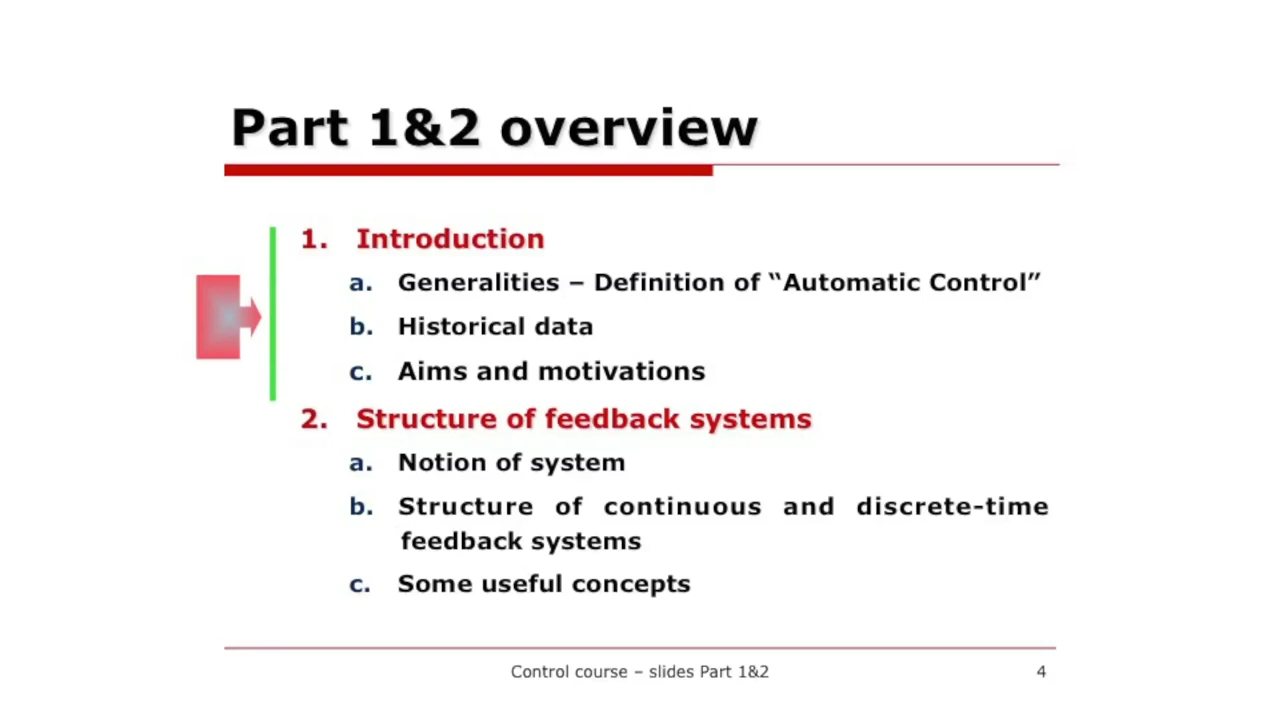 Part 1&2 overview
1. Introduction
a. Generalities – Definition of “Automatic Control”
b. Historical data
c. Aims and motivations
2. Structure of feedback systems
a. Notion of system
b. Structure of continuous and discrete-time
feedback systems
c. Some useful concepts
Control course – slides Part 1&2 4